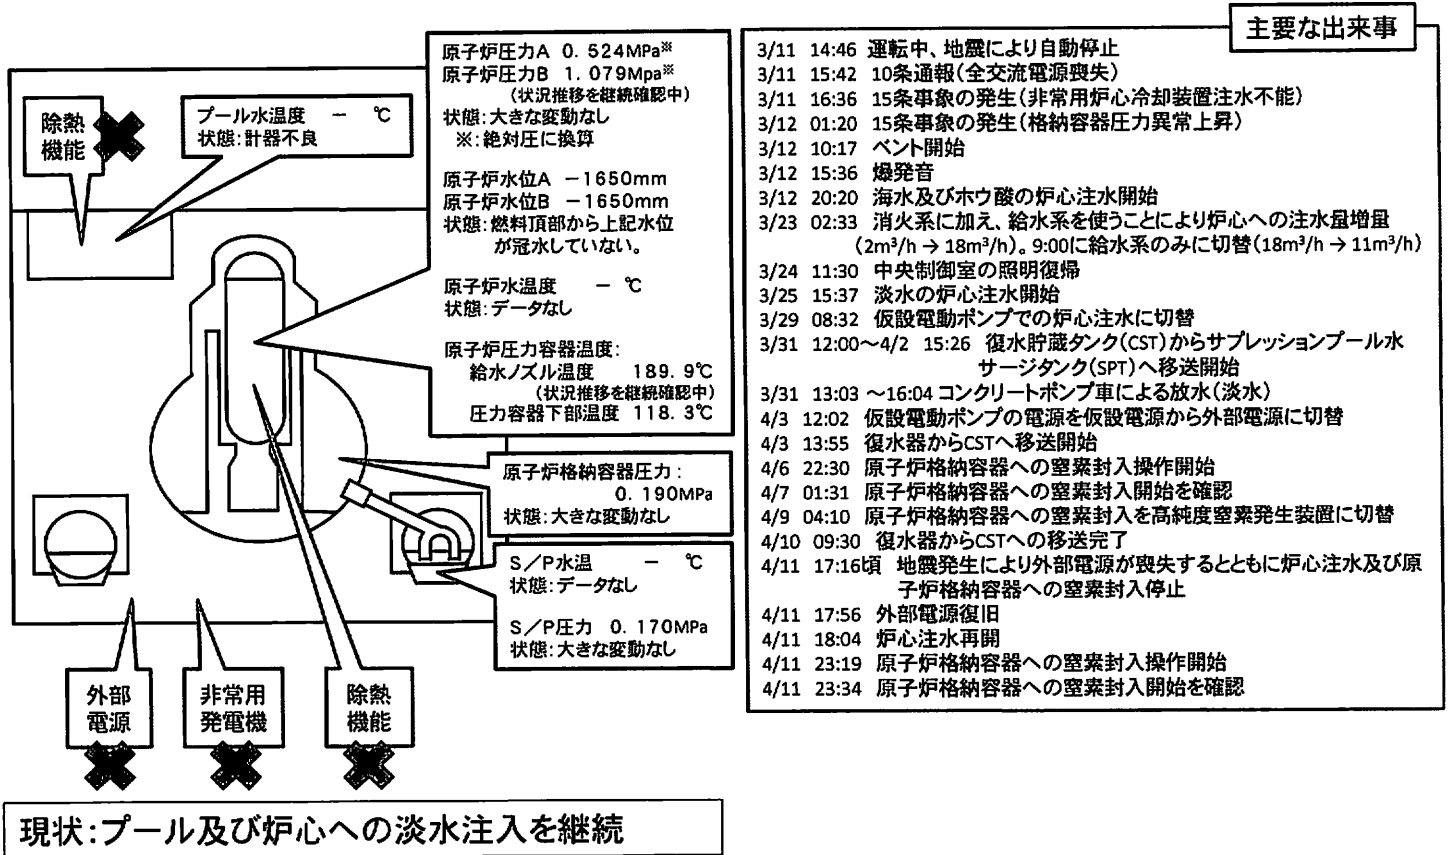 除熱
機能
プール水温度 － ℃
状態：計器不良
原子炉圧力A 0.524MPa※
原子炉圧力B 1.079Mpa※
（状況推移を継続確認中）
状態：大きな変動なし
※：絶対圧に換算
原子炉水位A －1650mm
原子炉水位B －1650mm
状態：燃料頂部から上記水位
が冠水していない。
原子炉水温度 － ℃
状態：データなし
原子炉圧力容器温度：
給水ノズル温度 189.9℃
（状況推移を継続確認中）
圧力容器下部温度 118.3℃
原子炉格納容器圧力：
0.190MPa
状態：大きな変動なし
S／P水温 － ℃
状態：データなし
S／P圧力 0.170MPa
状態：大きな変動なし
外部
電源
非常用
発電機
除熱
機能
現状：プール及び炉心への淡水注入を継続
主要な出来事
3/11 14:46 運転中、地震により自動停止
3/11 15:42 10条通報（全交流電源喪失）
3/11 16:36 15条事象の発生（非常用炉心冷却装置注水不能）
3/12 01:20 15条事象の発生（格納容器圧力異常上昇）
3/12 10:17 ベント開始
3/12 15:36 爆発音
3/12 20:20 海水及びホウ酸の炉心注水開始
3/23 02:33 消火系に加え、給水系を使うことにより炉心への注水量増量
（2m³/h → 18m³/h）。9:00に給水系のみに切替（18m³/h → 11m³/h）
3/24 11:30 中央制御室の照明復帰
3/25 15:37 淡水の炉心注水開始
3/29 08:32 仮設電動ポンプでの炉心注水に切替
3/31 12:00～4/2 15:26 復水貯蔵タンク（CST）からサプレッションプール水
サージタンク（SPT）へ移送開始
3/31 13:03 ～16:04 コンクリートポンプ車による放水（淡水）
4/3 12:02 仮設電動ポンプの電源を仮設電源から外部電源に切替
4/3 13:55 復水器からCSTへ移送開始
4/6 22:30 原子炉格納容器への窒素封入操作開始
4/7 01:31 原子炉格納容器への窒素封入開始を確認
4/9 04:10 原子炉格納容器への窒素封入を高純度窒素発生装置に切替
4/10 09:30 復水器からCSTへの移送完了
4/11 17:16頃 地震発生により外部電源が喪失するとともに炉心注水及び原
子炉格納容器への窒素封入停止
4/11 17:56 外部電源復旧
4/11 18:04 炉心注水再開
4/11 23:19 原子炉格納容器への窒素封入操作開始
4/11 23:34 原子炉格納容器への窒素封入開始を確認